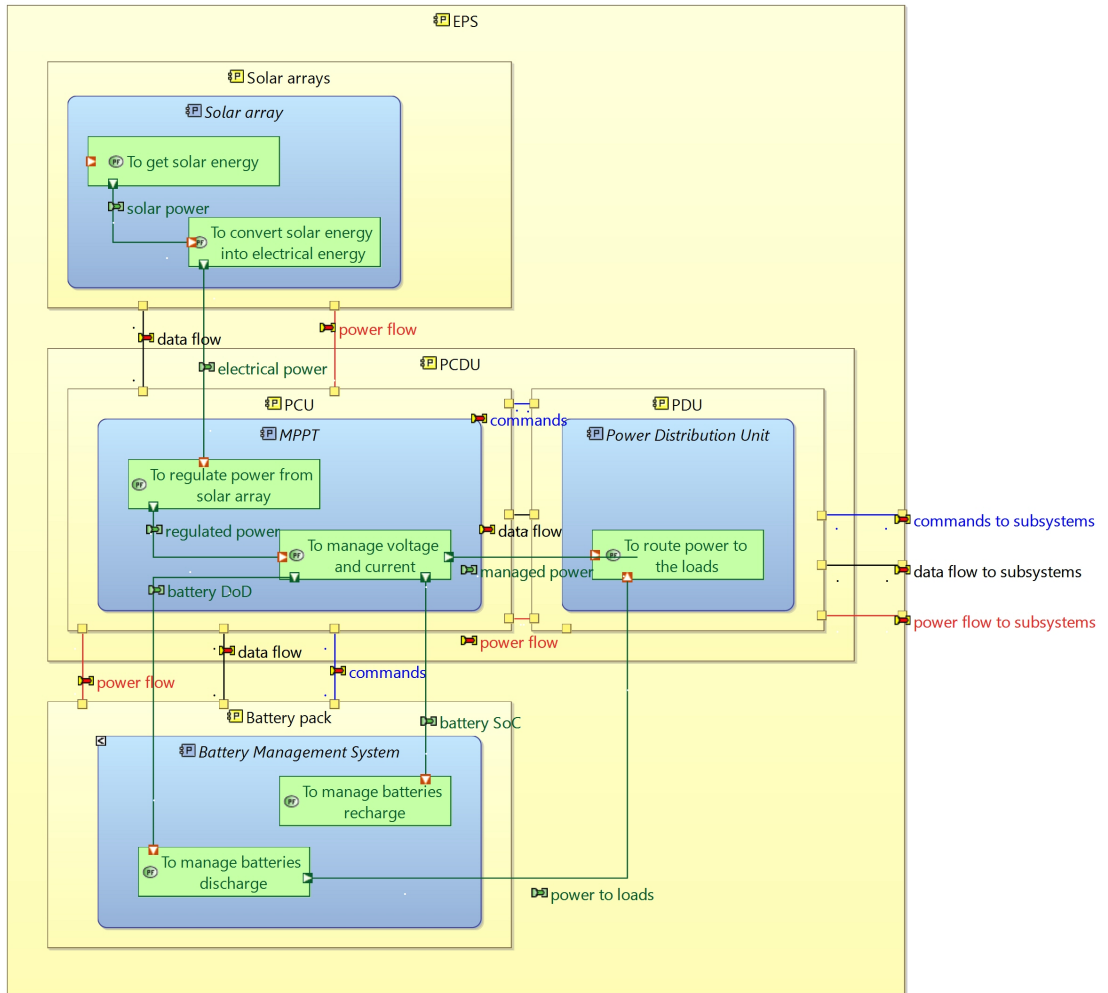 EPS
Solar arrays
Solar array
To get solar energy
solar power
To convert solar energy
into electrical energy
data flow
power flow
electrical power
PCDU
PCU
PDU
commands
MPPT
Power Distribution Unit
To regulate power from
solar array
regulated power
data flow
To manage voltage
and current
managed power
To route power to
the loads
commands to subsystems
data flow to subsystems
power flow to subsystems
battery DoD
power flow
data flow
commands
power flow
Battery pack
battery SoC
Battery Management System
To manage batteries
recharge
To manage batteries
discharge
power to loads